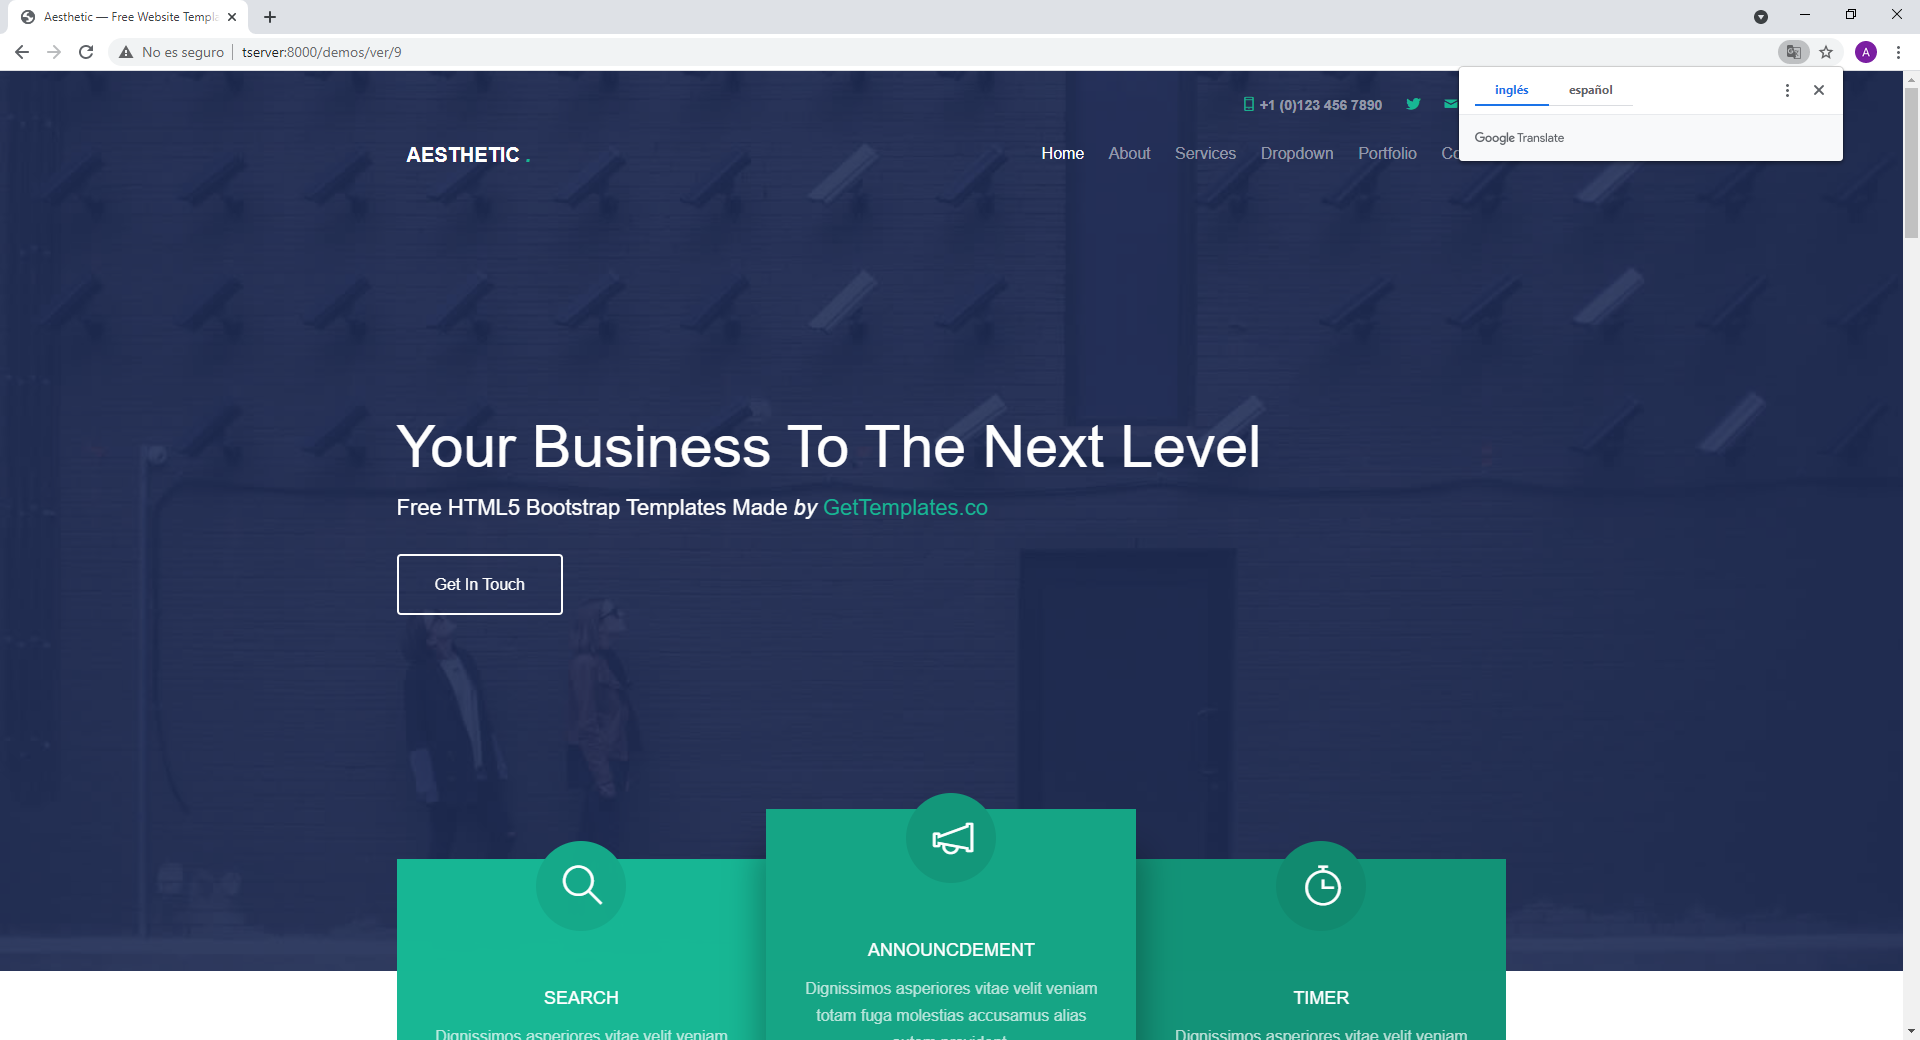 Aesthetic — Free Website Templa
No es seguro
tserver:8000/demos/ver/9
A
inglés
español
Google Translate
+1 (0)123 456 7890
AESTHETIC .
Home
About
Services
Dropdown
Portfolio
Co
Your Business To The Next Level
Free HTML5 Bootstrap Templates Made by GetTemplates.co
Get In Touch
SEARCH
Dignissimos asperiores vitae velit veniam
ANNOUNCDEMENT
Dignissimos asperiores vitae velit veniam
totam fuga molestias accusamus alias
autem provident
TIMER
Dignissimos asperiores vitae velit veniam